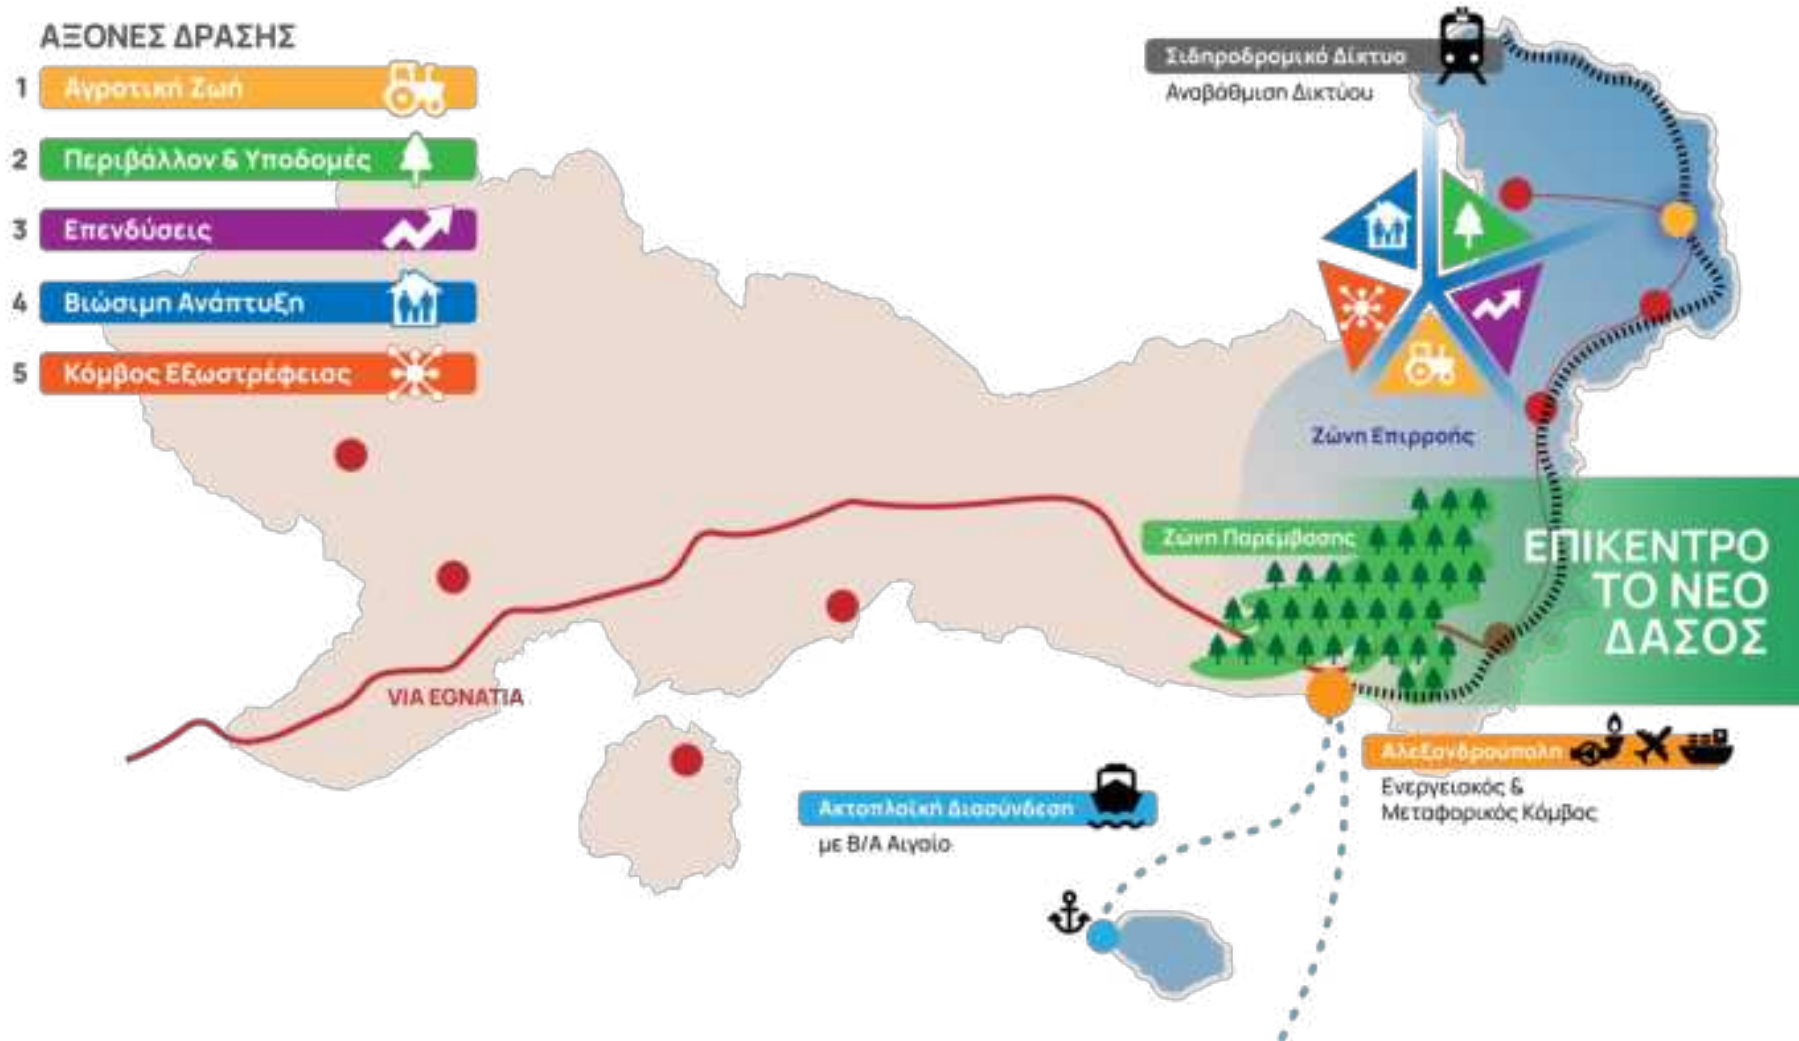 ΑΞΟΝΕΣ ΔΡΑΣΗΣ
1 Αγροτική Ζωή
2 Περιβάλλον & Υποδομές
3 Επενδύσεις
4 Βιώσιμη Ανάπτυξη
5 Κόμβος Εξωστρέφειας
Σιδηροδρομικό Δίκτυο
Αναβάθμιση Δικτύου
Ζώνη Επιρροής
Ζώνη Παρέμβασης
ΕΠΙΚΕΝΤΡΟ
ΤΟ ΝΕΟ
ΔΑΣΟΣ
VIA EGNATIA
Αλεξανδρούπολη
Ενεργειακός &
Μεταφορικός Κόμβος
Ακτοπλοϊκή Διασύνδεση
με Β/Α Αιγαίο